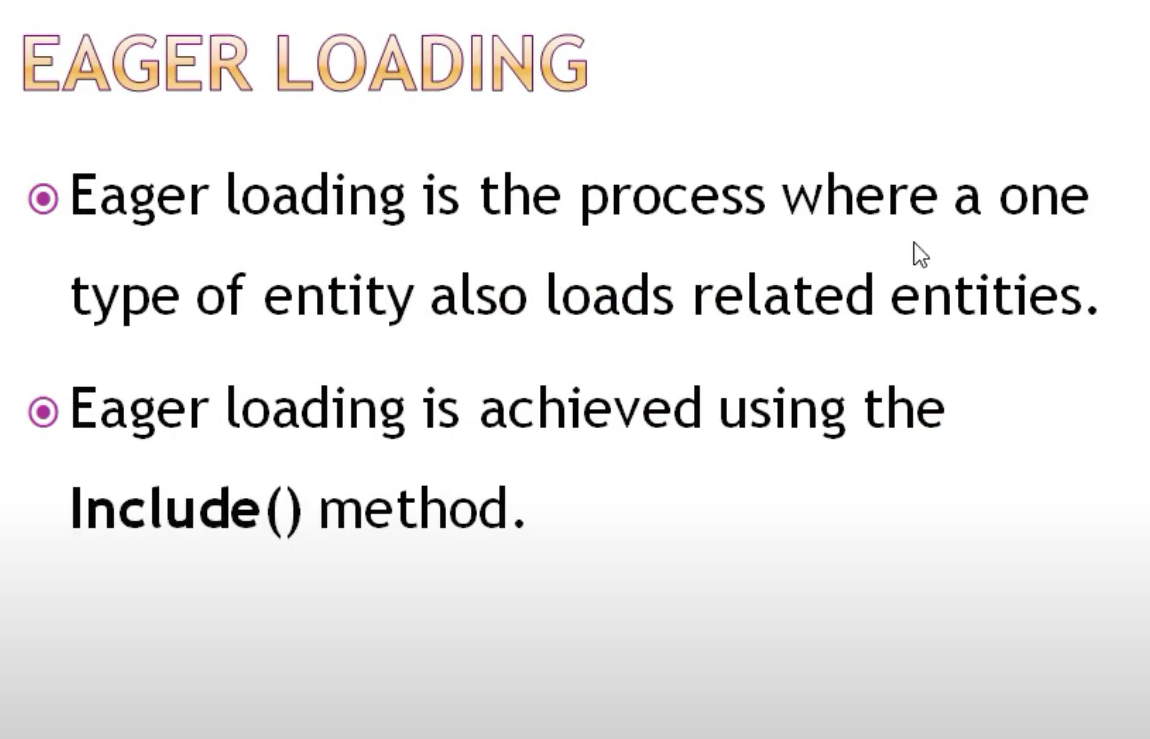 EAGER LOADING
Eager loading is the process where a one
type of entity also loads related entities.
Eager loading is achieved using the
Include() method.